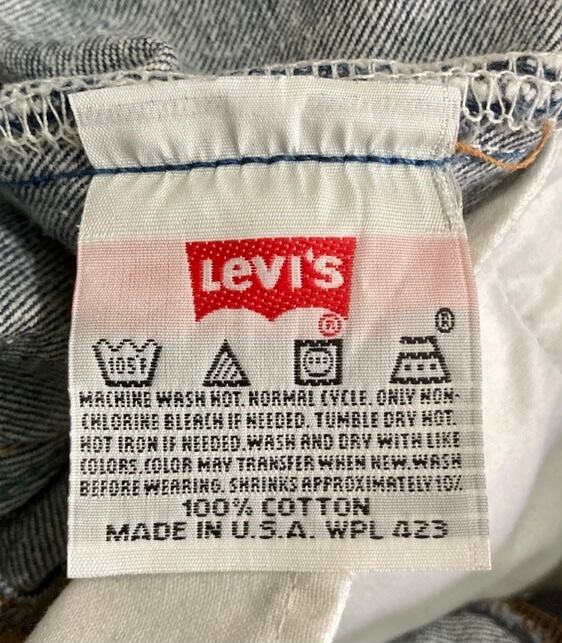 LEVI'S
®
®
105°
MACHINE WASH HOT. NORMAL CYCLE. ONLY NON-
CHLORINE BLEACH IF NEEDED. TUMBLE DRY HOT.
HOT IRON IF NEEDED. WASH AND DRY WITH LIKE
COLORS. COLOR MAY TRANSFER WHEN NEW. WASH
BEFORE WEARING. SHRINKS APPROXIMATELY 10%
100% COTTON
MADE IN U.S.A. WPL 423